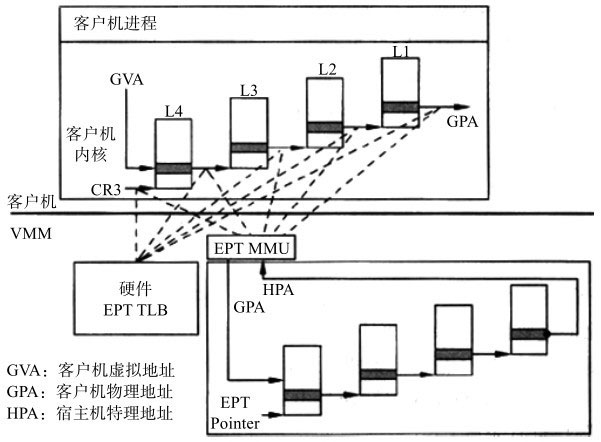 客户机进程
L1
L2
L3
L4
GVA
GPA
客户机
内核
CR3
客户机
VMM
EPT MMU
硬件
EPT TLB
HPA
GPA
GVA：客户机虚拟地址
GPA：客户机物理地址
HPA：宿主机特理地址
EPT
Pointer